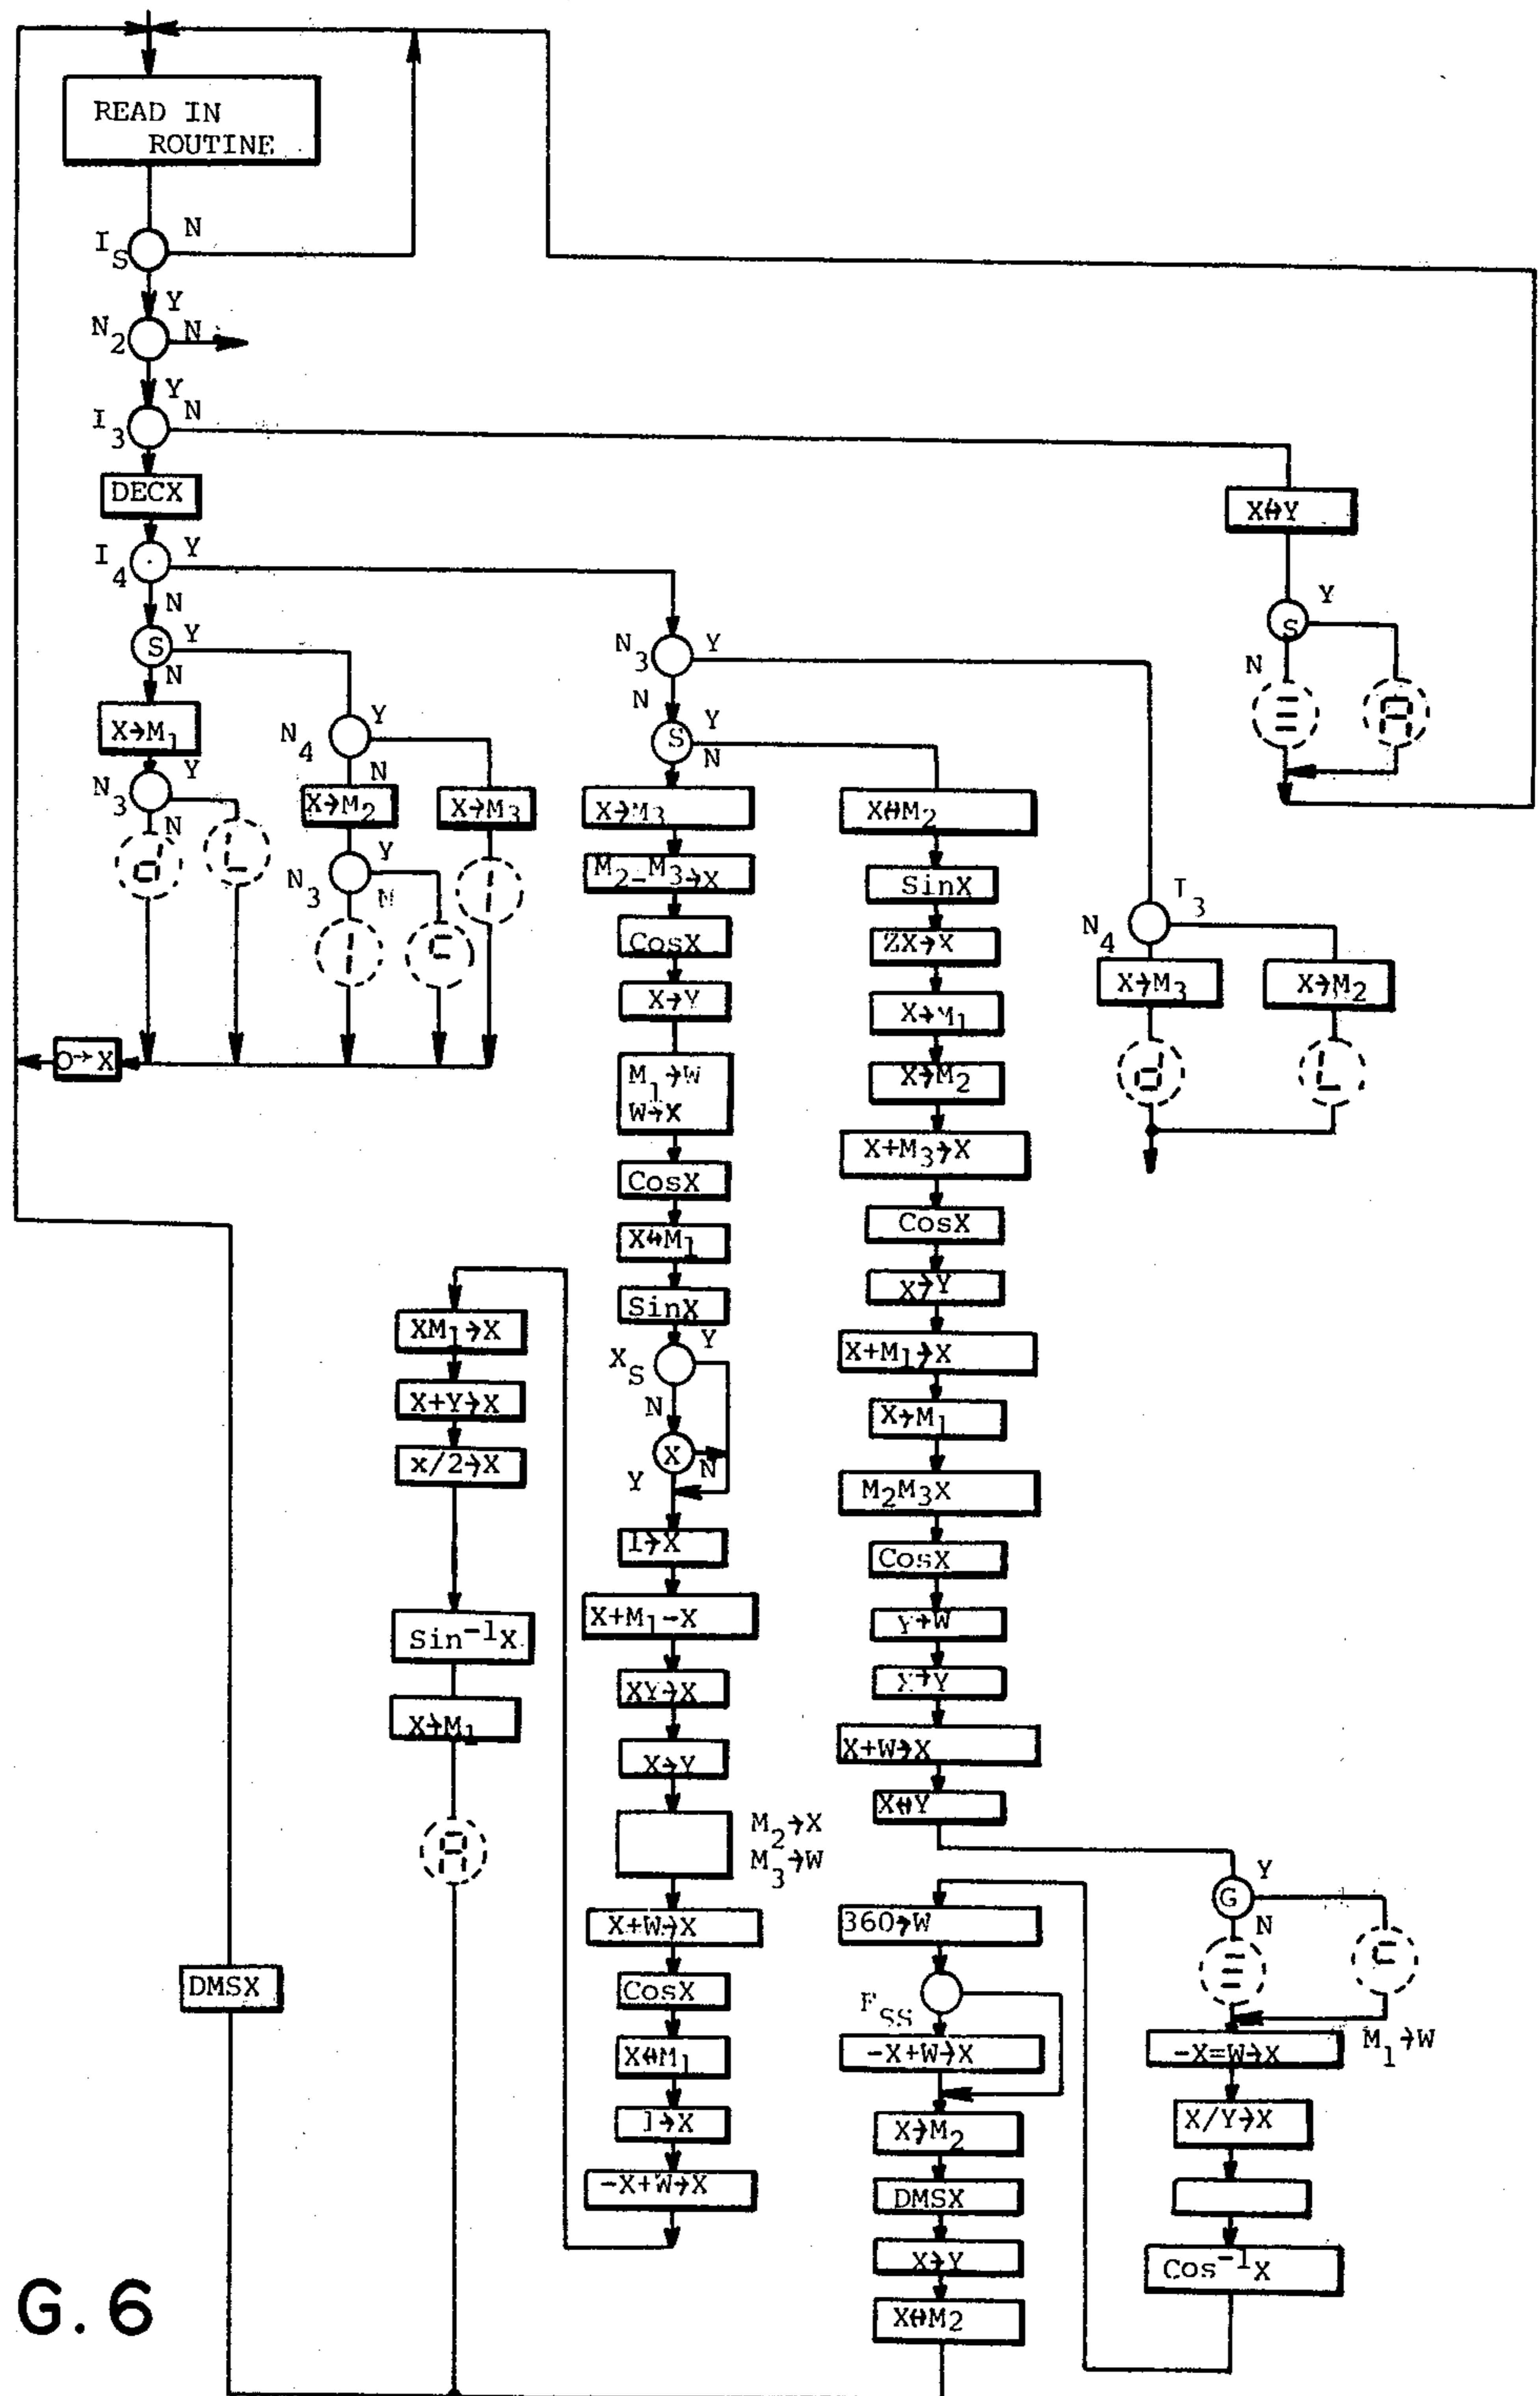 READ IN
ROUTINE
I S
N
Y
N 2
N
Y
I 3
N
DECX
I 4
Y
N
S
Y
N
X→M1
N 3
Y
N
N 4
Y
N
X→M2
X→M3
N 3
Y
N 3
Y
N
S
Y
N
X→M3
M2-M3→X
CosX
X→Y
M1→W
W→X
CosX
X↔M1
SinX
X S
Y
N
X
N
Y
1→X
X+M1-X
XY→X
X→Y
M2→X
M3→W
X+W→X
CosX
X↔M1
1→X
-X+W→X
X↔M2
SinX
X→M1
X→M2
X+M3→X
CosX
X→Y
X+M1→X
X→M1
M2M3X
CosX
Y→W
X→Y
X+W→X
X↔Y
X↔Y
S
Y
N
N 4
X→M3
X→M2
O→X
XM1→X
X+Y→X
x/2→X
Sin-1X
X→M1
DMSX
G
Y
N
M1→W
-X=W→X
X/Y→X
Cos-1X
360→W
F SS
-X+W→X
X→M2
DMSX
X→Y
X↔M2
G.6